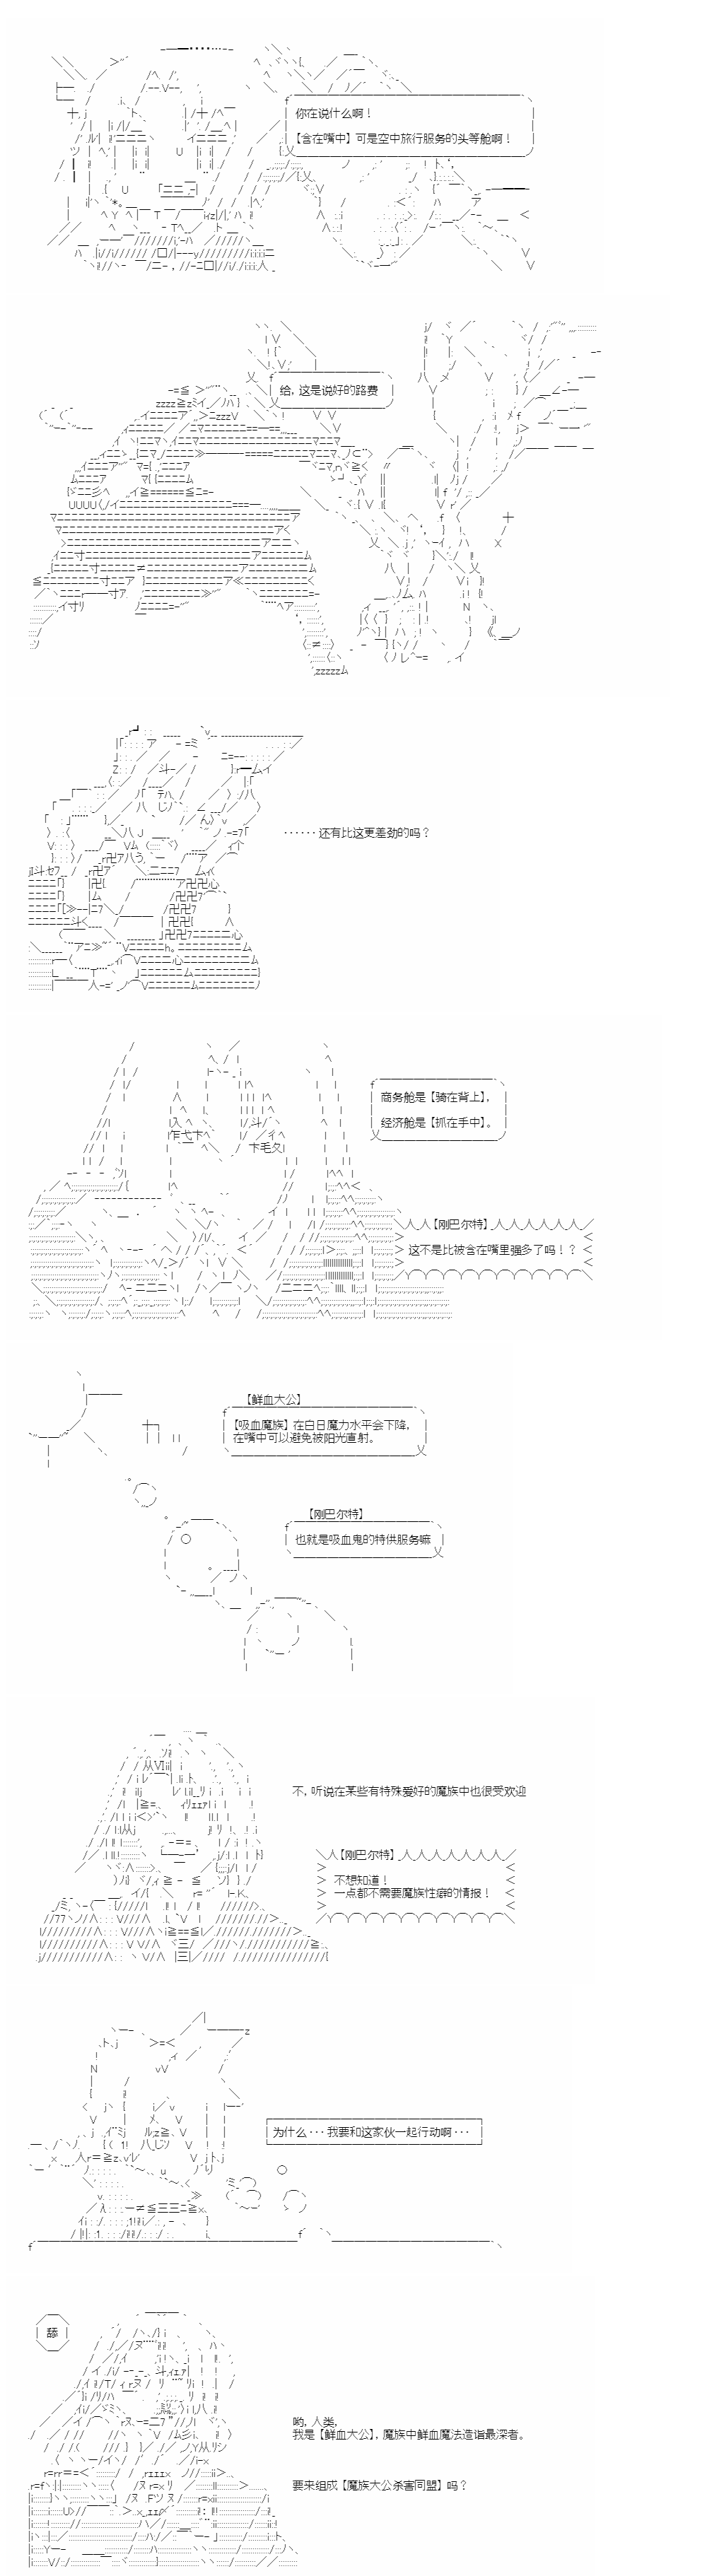 你在说什么啊！
【含在嘴中】可是空中旅行服务的头等舱啊！
给，这是说好的路费
······还有比这更差劲的吗？
商务舱是【骑在背上】，
经济舱是【抓在手中】。
【刚巴尔特】
这不是比被含在嘴里强多了吗！？
【鲜血大公】
【吸血魔族】在白日魔力水平会下降，
在嘴中可以避免被阳光直射。
【刚巴尔特】
也就是吸血鬼的特供服务嘛
不，听说在某些有特殊爱好的魔族中也很受欢迎
【刚巴尔特】
不想知道！
一点都不需要魔族性癖的情报！
为什么···我要和这家伙一起行动啊···
舔
哟，人类，
我是【鲜血大公】，魔族中鲜血魔法造诣最深者。
要来组成【魔族大公杀害同盟】吗？